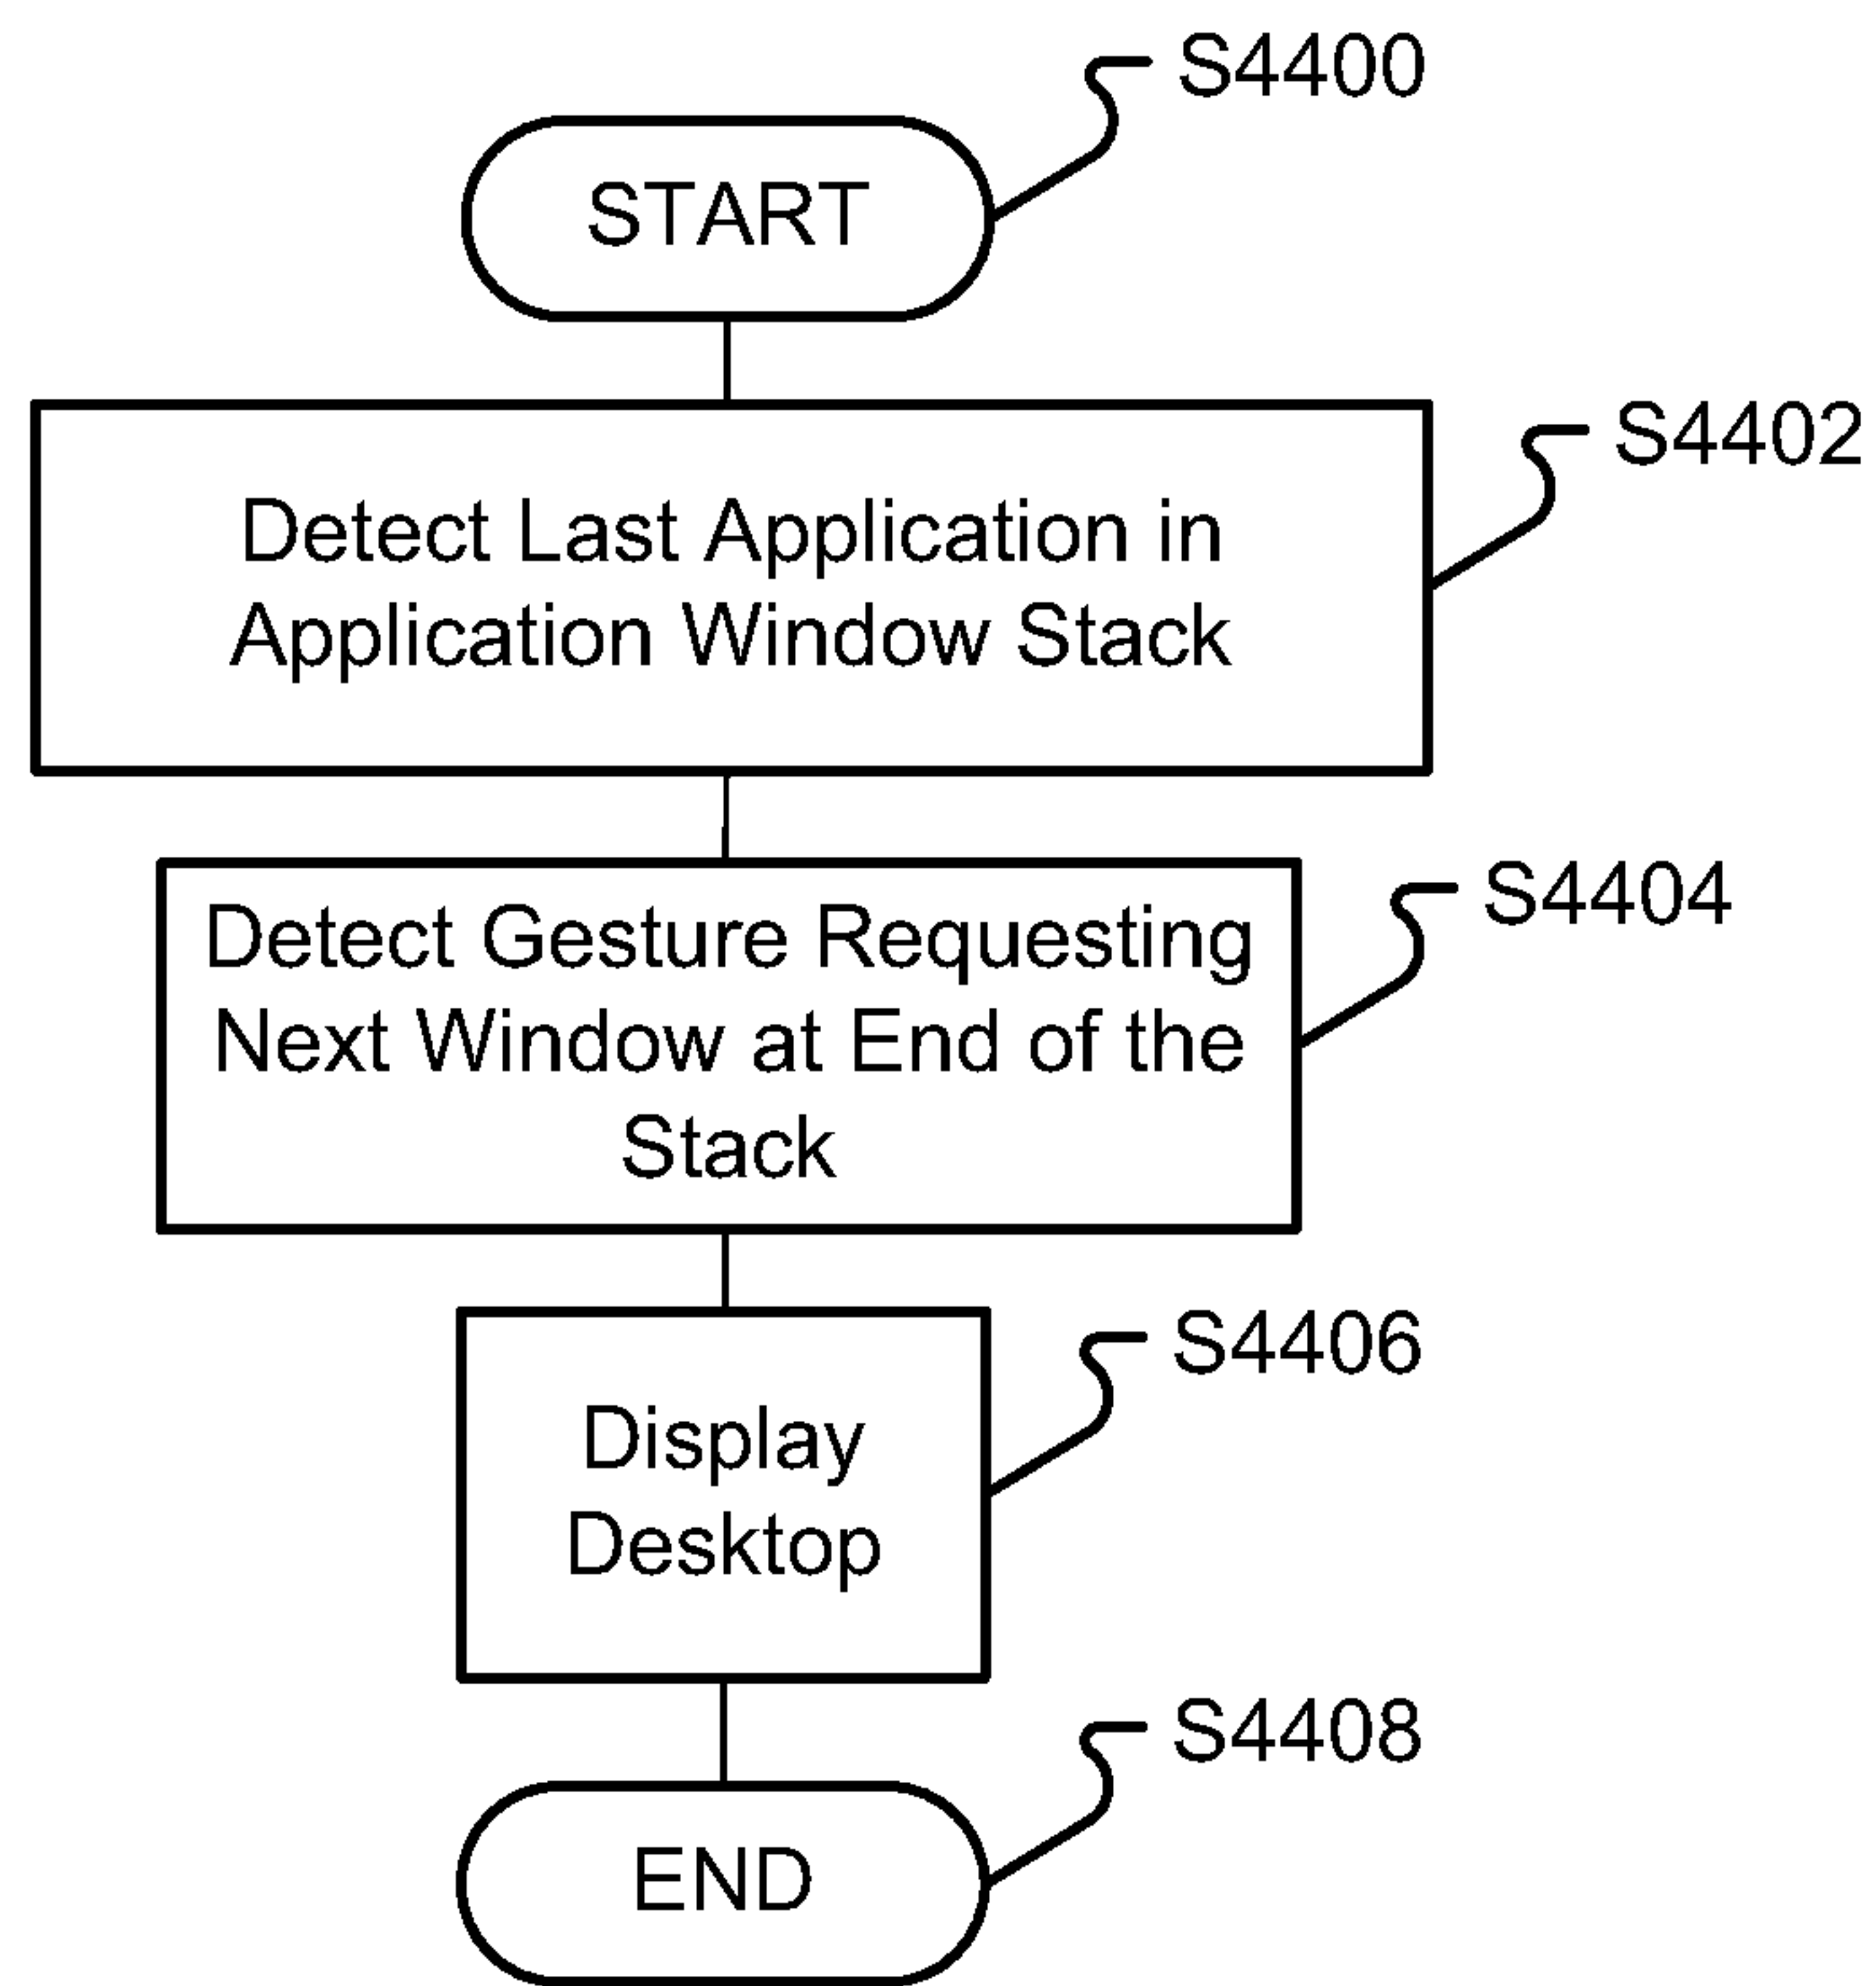 S4400
START
S4402
Detect Last Application in
Application Window Stack
S4404
Detect Gesture Requesting
Next Window at End of the
Stack
S4406
Display
Desktop
S4408
END